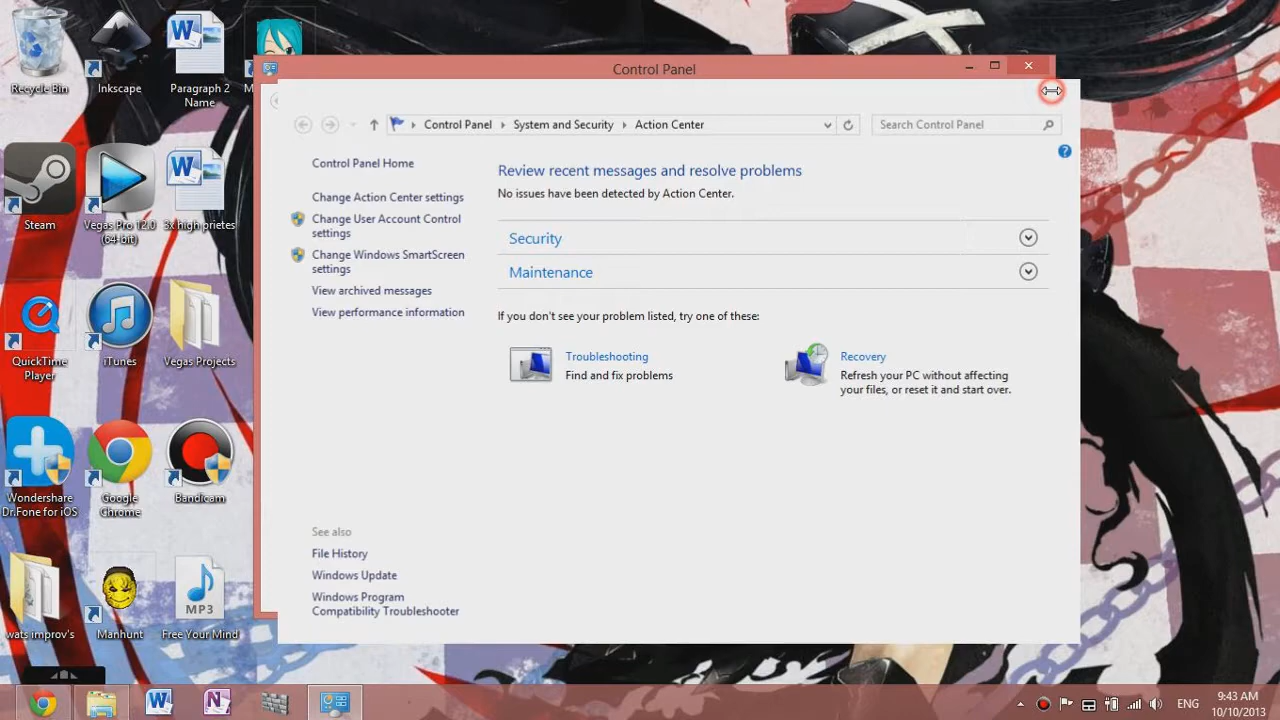 Recycle Bin
Inkscape
Paragraph 2
Name
Control Panel
Control Panel
System and Security
Action Center
Search Control Panel
Control Panel Home
Change Action Center settings
Change User Account Control
settings
Change Windows SmartScreen
settings
View archived messages
View performance information
Review recent messages and resolve problems
No issues have been detected by Action Center.
Security
Maintenance
If you don't see your problem listed, try one of these:
Troubleshooting
Find and fix problems
Recovery
Refresh your PC without affecting
your files, or reset it and start over.
See also
File History
Windows Update
Windows Program
Compatibility Troubleshooter
Steam
Vegas Pro 12.0
(64-bit)
3x high prietes
QuickTime
Player
iTunes
Vegas Projects
Wondershare
Dr.Fone for iOS
Google
Chrome
Bandicam
wats improv's
Manhunt
MP3
Free Your Mind
ENG
9:43 AM
10/10/2013